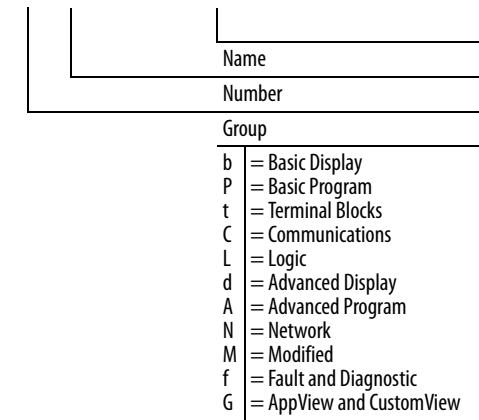 Name
Number
Group
b = Basic Display
P = Basic Program
t = Terminal Blocks
C = Communications
L = Logic
d = Advanced Display
A = Advanced Program
N = Network
M = Modified
f = Fault and Diagnostic
G = AppView and CustomView